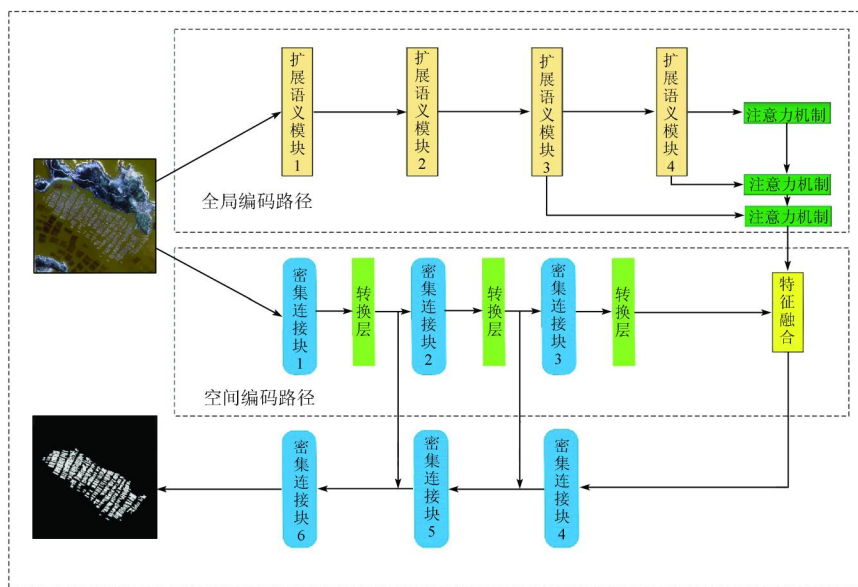 扩展语义模块1
扩展语义模块2
扩展语义模块3
扩展语义模块4
注意力机制
注意力机制
注意力机制
全局编码路径
密集连接块1
转换层
密集连接块2
转换层
密集连接块3
转换层
特征融合
空间编码路径
密集连接块6
密集连接块5
密集连接块4